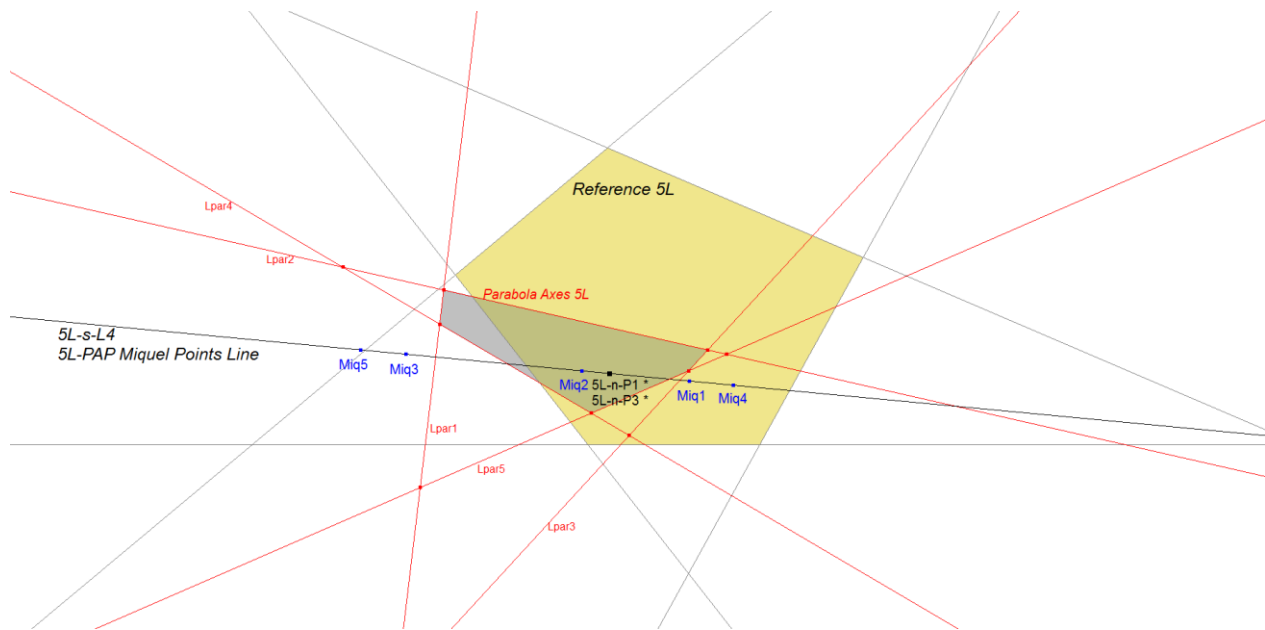 Reference 5L
Lpar4
Lpar2
Parabola Axes 5L
5L-s-L4
5L-PAP Miquel Points Line
Miq5
Miq3
Miq2
5L-n-P1 *
5L-n-P3 *
Miq1
Miq4
Lpar1
Lpar5
Lpar3